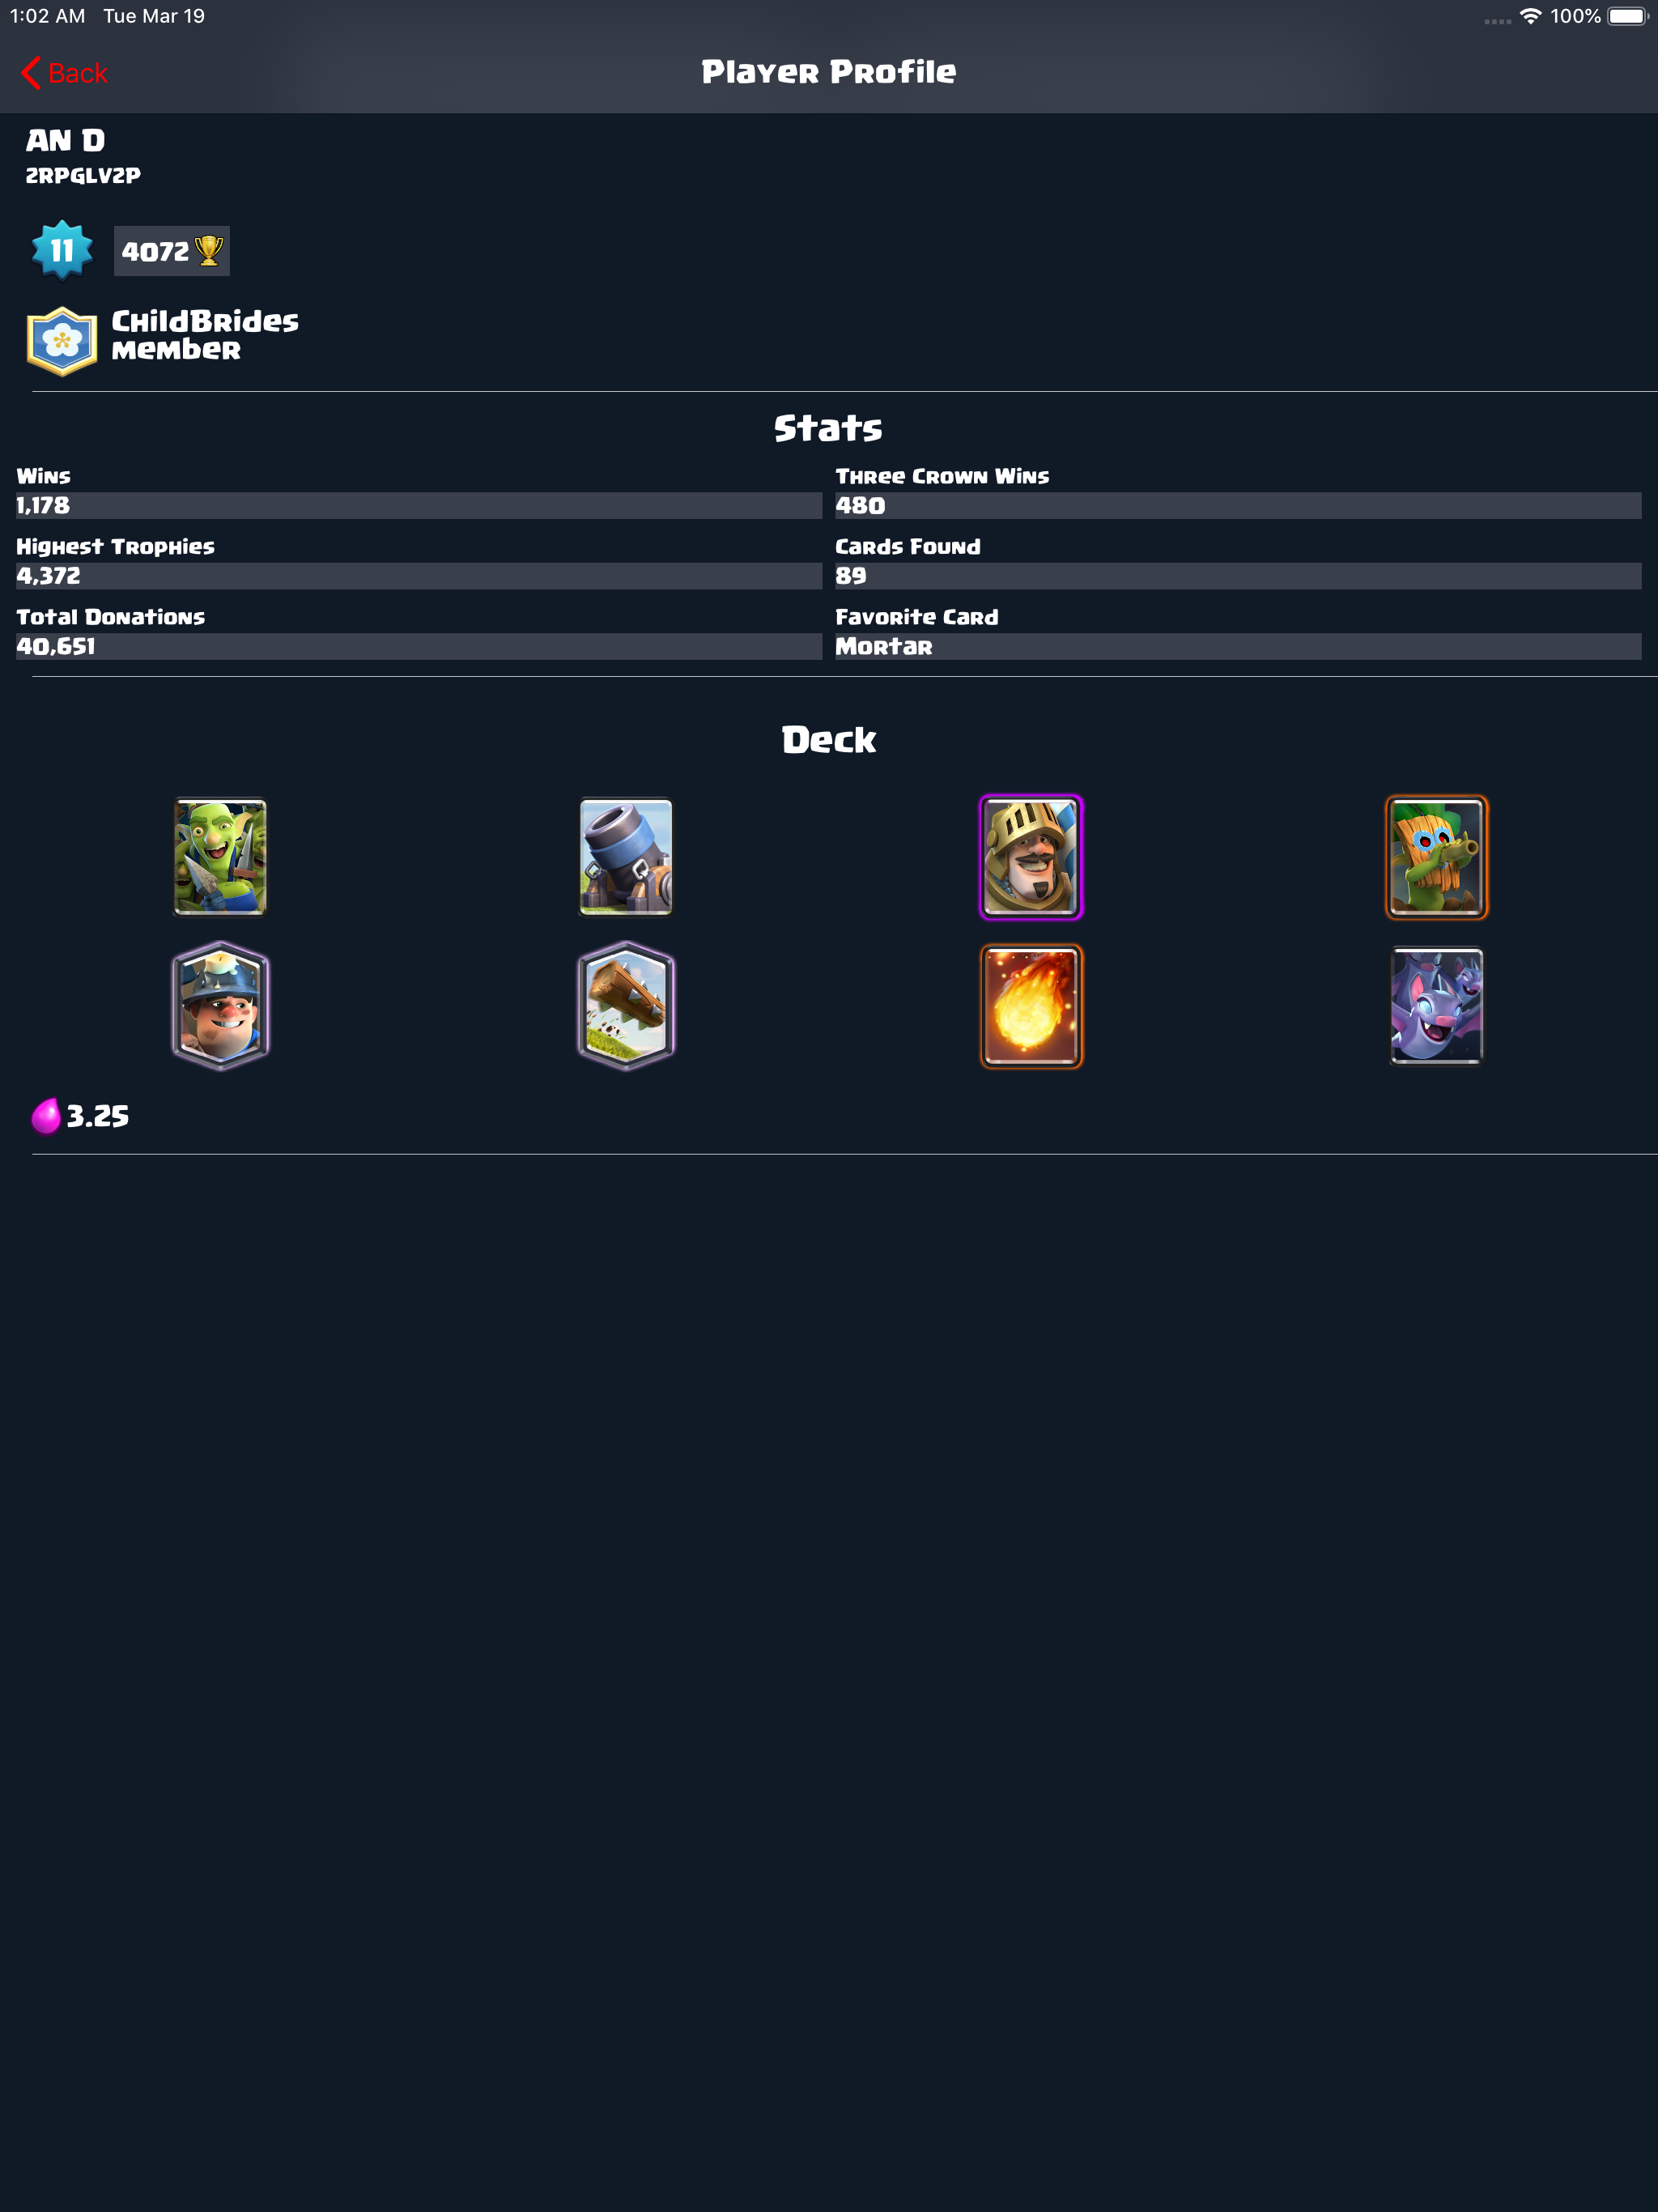 1:02 AM Tue Mar 19 100%
Back Player Profile
AN D
2RPGLV2P
11 4072
ChildBrides
member
Stats
Wins Three Crown Wins
1,178 480
Highest Trophies Cards Found
4,372 89
Total Donations Favorite Card
40,651 Mortar
Deck
3.25